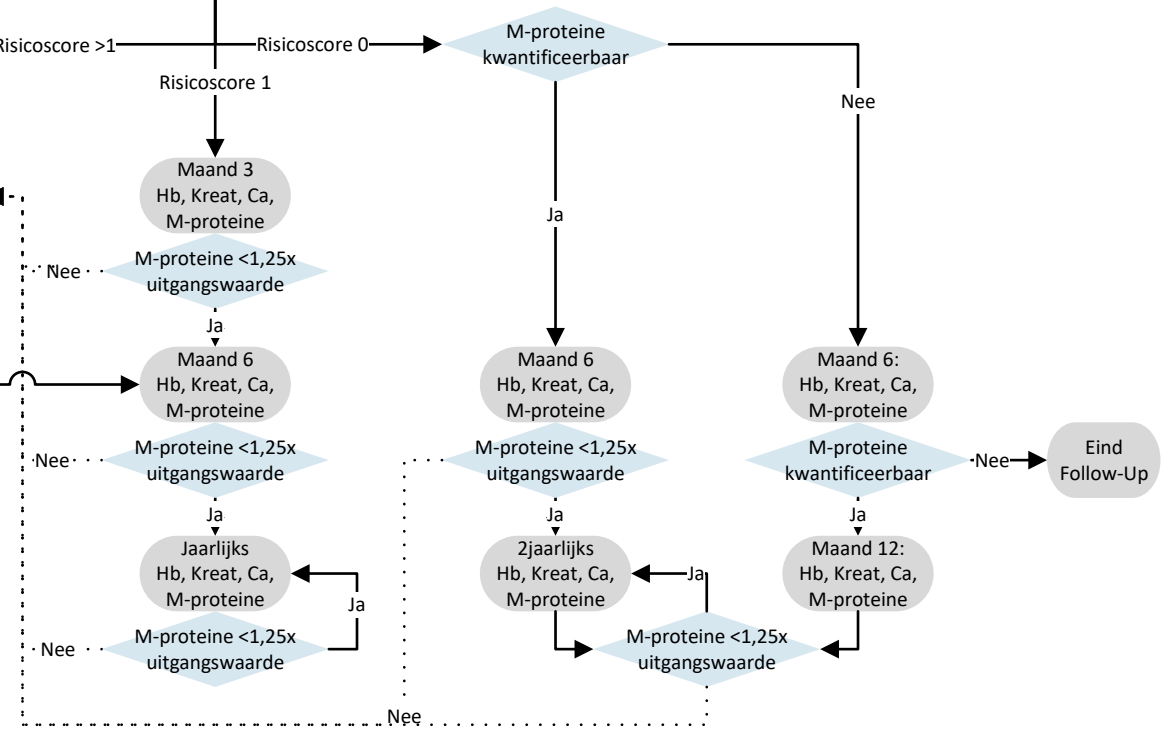 Risicoscore >1
Risicoscore 0
M-proteine
kwantificeerbaar
Risicoscore 1
Nee
Maand 3
Hb, Kreat, Ca,
M-proteine
Ja
Nee
M-proteine <1,25x
uitgangswaarde
Ja
Maand 6
Hb, Kreat, Ca,
M-proteine
Maand 6
Hb, Kreat, Ca,
M-proteine
Maand 6:
Hb, Kreat, Ca,
M-proteine
Nee
M-proteine <1,25x
uitgangswaarde
M-proteine <1,25x
uitgangswaarde
M-proteine
kwantificeerbaar
Nee
Eind
Follow-Up
Ja
Ja
Ja
Jaarlijks
Hb, Kreat, Ca,
M-proteine
Ja
2jaarlijks
Hb, Kreat, Ca,
M-proteine
Ja
Maand 12:
Hb, Kreat, Ca,
M-proteine
Nee
M-proteine <1,25x
uitgangswaarde
M-proteine <1,25x
uitgangswaarde
Nee